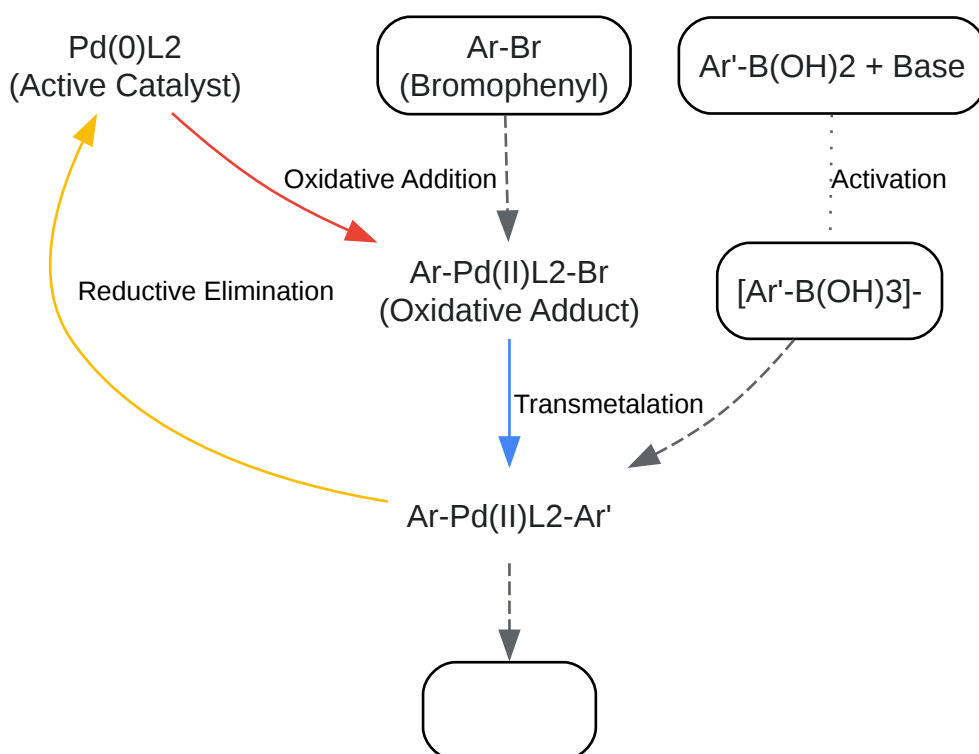 Pd(0)L2
(Active Catalyst)
Ar-Br
(Bromophenyl)
Ar'-B(OH)2 + Base
Oxidative Addition
Activation
Ar-Pd(II)L2-Br
(Oxidative Adduct)
[Ar'-B(OH)3]-
Reductive Elimination
Transmetalation
Ar-Pd(II)L2-Ar'